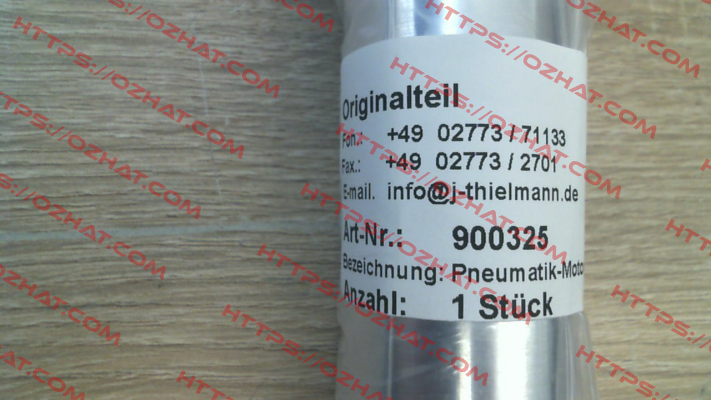 Originalteil
Fon.: +49 02773 / 71133
Fax.: +49 02773 / 2701
E-mail. info@j-thielmann.de
Art-Nr.: 900325
Bezeichnung: Pneumatik-Moto
Anzahl: 1 Stück
HTTPS://OZHAT.COM